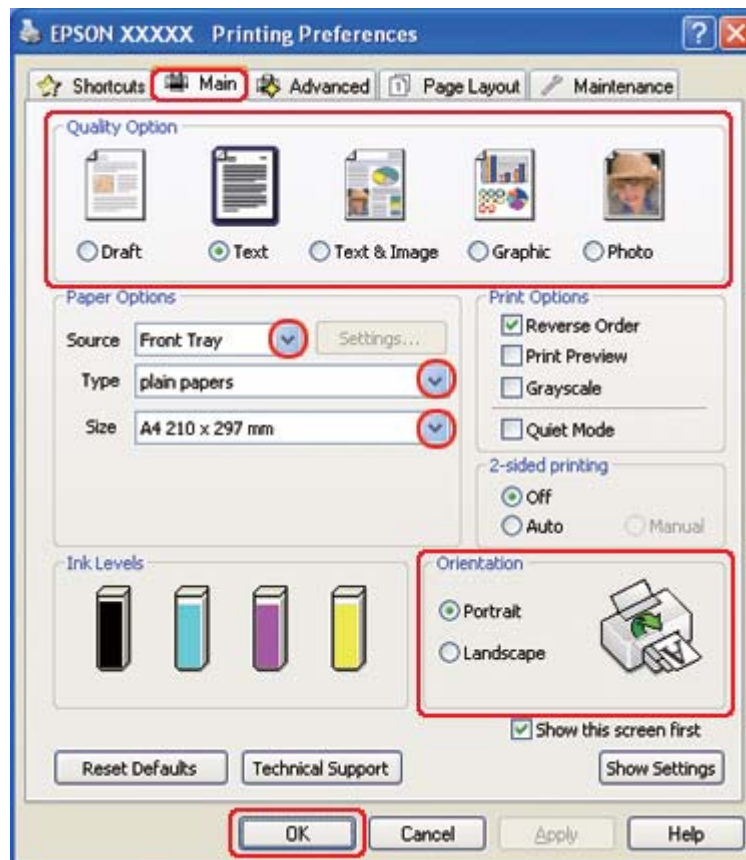 EPSON XXXXX Printing Preferences
Shortcuts Main Advanced Page Layout Maintenance
Quality Option
Draft Text Text & Image Graphic Photo
Paper Options
Source Front Tray Settings...
Type plain papers
Size A4 210 x 297 mm
Print Options
Reverse Order
Print Preview
Grayscale
Quiet Mode
2-sided printing
Off
Auto Manual
Ink Levels
Orientation
Portrait
Landscape
Show this screen first
Reset Defaults Technical Support Show Settings
OK Cancel Apply Help